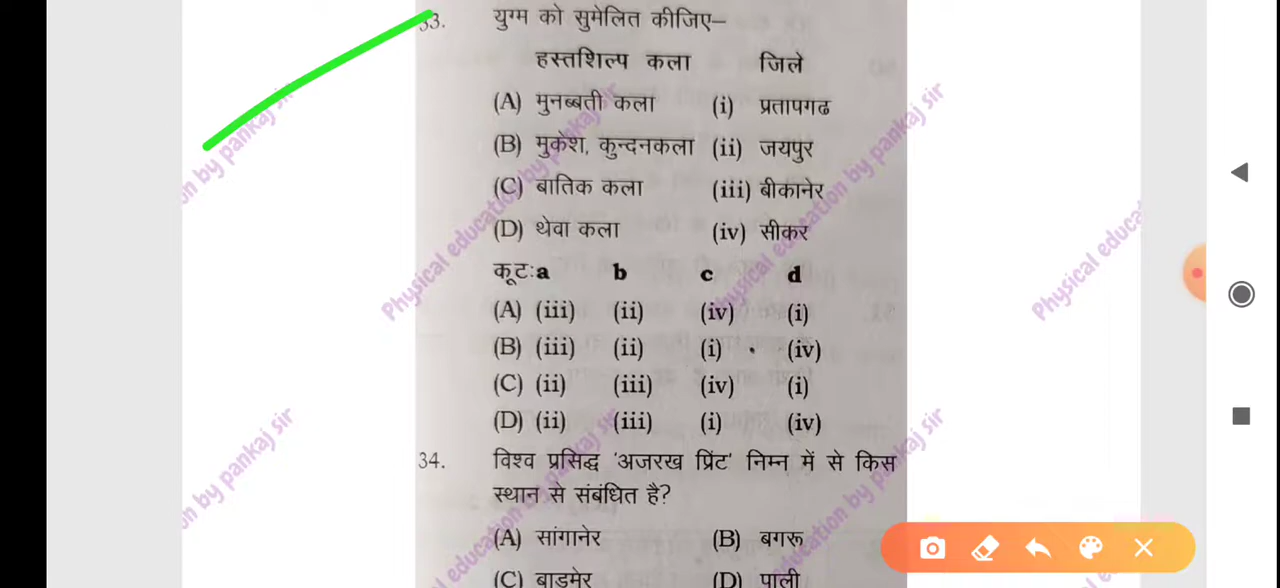 33. युग्म को सुमेलित कीजिए–
हस्तशिल्प कला जिले
(A) मुनब्बती कला (i) प्रतापगढ
(B) मुकेश, कुन्दनकला (ii) जयपुर
(C) बातिक कला (iii) बीकानेर
(D) थेवा कला (iv) सीकर
कूट: a b c d
(A) (iii) (ii) (iv) (i)
(B) (iii) (ii) (i) (iv)
(C) (ii) (iii) (iv) (i)
(D) (ii) (iii) (i) (iv)
34. विश्व प्रसिद्ध 'अजरख प्रिंट' निम्न में से किस
स्थान से संबंधित है?
(A) सांगानेर (B) बगरू
(C) बाडमेर (D) पाली
Physical education by pankaj sir